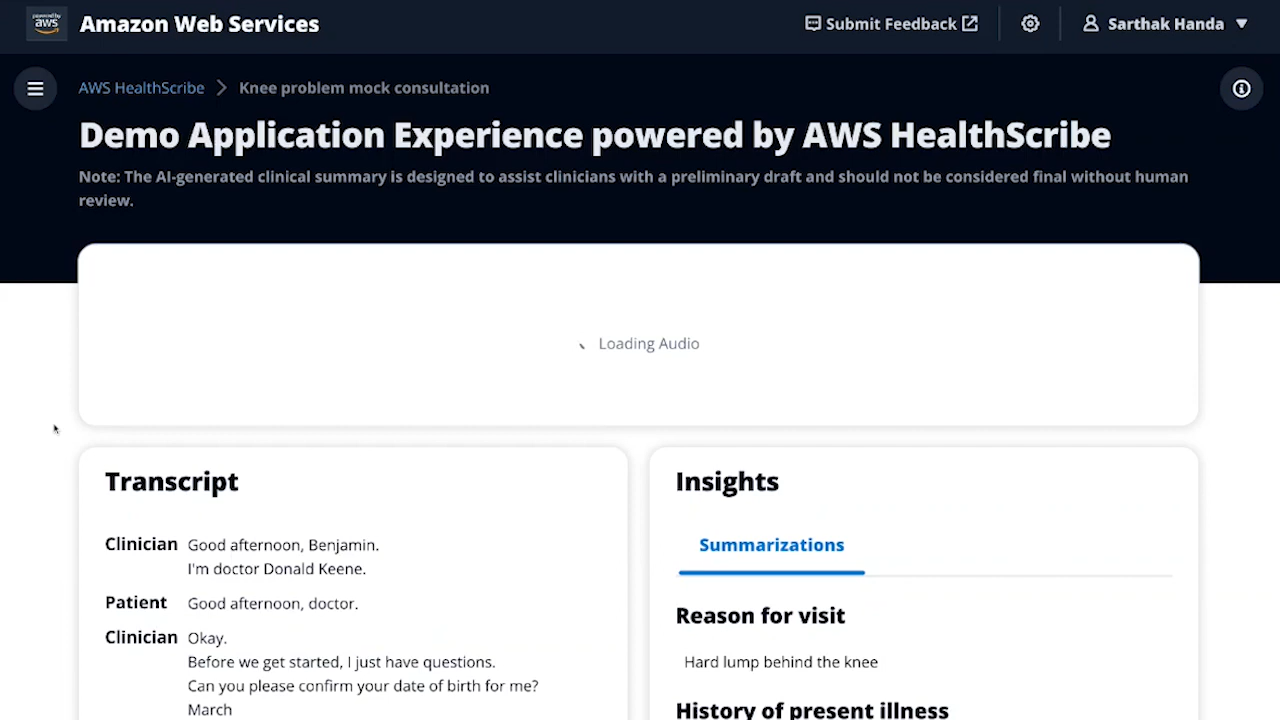 powered by
aws
Amazon Web Services
Submit Feedback
Sarthak Handa
AWS HealthScribe
Knee problem mock consultation
Demo Application Experience powered by AWS HealthScribe
Note: The AI-generated clinical summary is designed to assist clinicians with a preliminary draft and should not be considered final without human
review.
Loading Audio
Transcript
Clinician Good afternoon, Benjamin.
I'm doctor Donald Keene.
Patient Good afternoon, doctor.
Clinician Okay.
Before we get started, I just have questions.
Can you please confirm your date of birth for me?
March
Insights
Summarizations
Reason for visit
Hard lump behind the knee
History of present illness